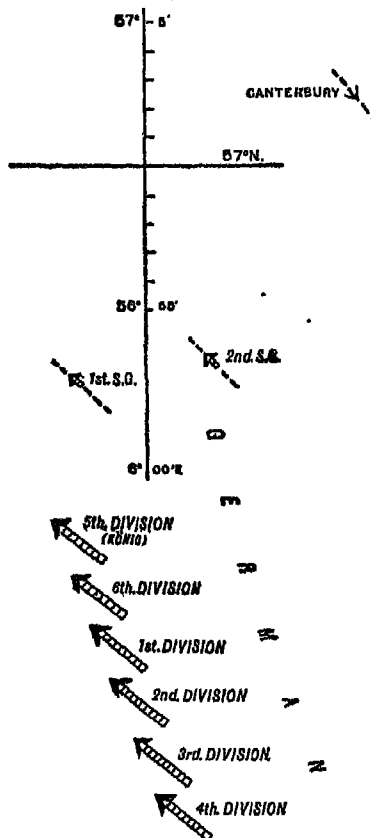 57° 5'
CANTERBURY
57°N.
56° 55'
1st. S.G.
2nd. S.G.
6° 00'E
5th. DIVISION
(KÖNIG)
6th. DIVISION
1st. DIVISION
2nd. DIVISION
3rd. DIVISION.
4th. DIVISION
G E R M A N